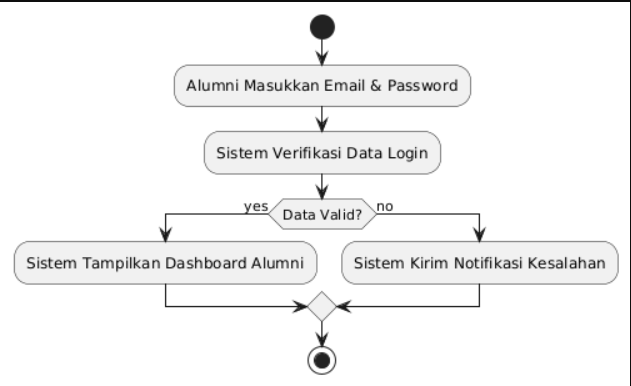 Alumni Masukkan Email & Password
Sistem Verifikasi Data Login
yes
Data Valid?
no
Sistem Tampilkan Dashboard Alumni
Sistem Kirim Notifikasi Kesalahan